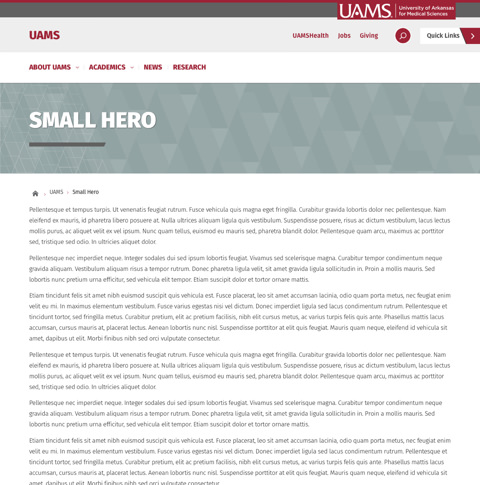 UAMS University of Arkansas
for Medical Sciences
UAMS
UAMSHealth Jobs Giving Quick Links
ABOUT UAMS ACADEMICS NEWS RESEARCH
SMALL HERO
UAMS Small Hero
Pellentesque et tempus turpis. Ut venenatis feugiat rutrum. Fusce vehicula quis magna eget fringilla. Curabitur gravida lobortis dolor nec pellentesque. Nam
eleifend ex mauris, id pharetra libero posuere at. Nulla ultrices aliquam ligula quis vestibulum. Suspendisse posuere, risus ac dictum vestibulum, lacus lectus
mollis purus, ac aliquet velit ex vel ipsum. Nunc quam tellus, euismod eu mauris sed, pharetra blandit dolor. Pellentesque quam arcu, maximus ac porttitor
sed, tristique sed odio. In ultricies aliquet dolor.
Pellentesque nec imperdiet neque. Integer sodales dui sed ipsum lobortis feugiat. Vivamus sed scelerisque magna. Curabitur tempor condimentum neque
gravida aliquam. Vestibulum risus a tempor rutrum. Donec pharetra ligula velit, sit amet gravida ligula sollicitudin in. Proin a mollis mauris. Sed
lobortis nunc pretium urna efficitur, sed vehicula elit tempor. Etiam suscipit dolor et tortor ornare mattis.
Etiam tincidunt felis sit amet nibh euismod suscipit quis vehicula est. Fusce placerat, leo sit amet accumsan lacinia, odio quam porta metus, nec feugiat enim
velit eu mi. In maximus elementum vestibulum. Fusce varius egestas nisi vel dictum. Donec imperdiet ligula sed lacus condimentum rutrum. Pellentesque et
tincidunt tortor, sed fringilla metus. Curabitur pretium, elit ac pretium facilisis, nibh elit cursus metus, ac varius turpis felis quis ante. Phasellus mattis lacus
accumsan, cursus mauris at, placerat lectus. Aenean lobortis nunc nisl. Suspendisse porttitor at elit quis feugiat. Mauris quam neque, eleifend id vehicula sit
amet, dapibus ut elit. Morbi finibus nibh sed orci vulputate consectetur.
Pellentesque et tempus turpis. Ut venenatis feugiat rutrum. Fusce vehicula quis magna eget fringilla. Curabitur gravida lobortis dolor nec pellentesque. Nam
eleifend ex mauris, id pharetra libero posuere at. Nulla ultrices aliquam ligula quis vestibulum. Suspendisse posuere, risus ac dictum vestibulum, lacus lectus
mollis purus, ac aliquet velit ex vel ipsum. Nunc quam tellus, euismod eu mauris sed, pharetra blandit dolor. Pellentesque quam arcu, maximus ac porttitor
sed, tristique sed odio. In ultricies aliquet dolor.
Pellentesque nec imperdiet neque. Integer sodales dui sed ipsum lobortis feugiat. Vivamus sed scelerisque magna. Curabitur tempor condimentum neque
gravida aliquam. Vestibulum risus a tempor rutrum. Donec pharetra ligula velit, sit amet gravida ligula sollicitudin in. Proin a mollis mauris. Sed
lobortis nunc pretium urna efficitur, sed vehicula elit tempor. Etiam suscipit dolor et tortor ornare mattis.
Etiam tincidunt felis sit amet nibh euismod suscipit quis vehicula est. Fusce placerat, leo sit amet accumsan lacinia, odio quam porta metus, nec feugiat enim
velit eu mi. In maximus elementum vestibulum. Fusce varius egestas nisi vel dictum. Donec imperdiet ligula sed lacus condimentum rutrum. Pellentesque et
tincidunt tortor, sed fringilla metus. Curabitur pretium, elit ac pretium facilisis, nibh elit cursus metus, ac varius turpis felis quis ante. Phasellus mattis lacus
accumsan, cursus mauris at, placerat lectus. Aenean lobortis nunc nisl. Suspendisse porttitor at elit quis feugiat. Mauris quam neque, eleifend id vehicula sit
amet, dapibus ut elit. Morbi finibus nibh sed orci vulputate consectetur.